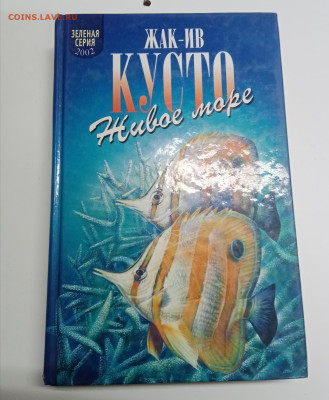 COINS.LAVE.RU
ЗЕЛЕНАЯ
СЕРИЯ
2002
ЖАК-ИВ
КУСТО
Живое море